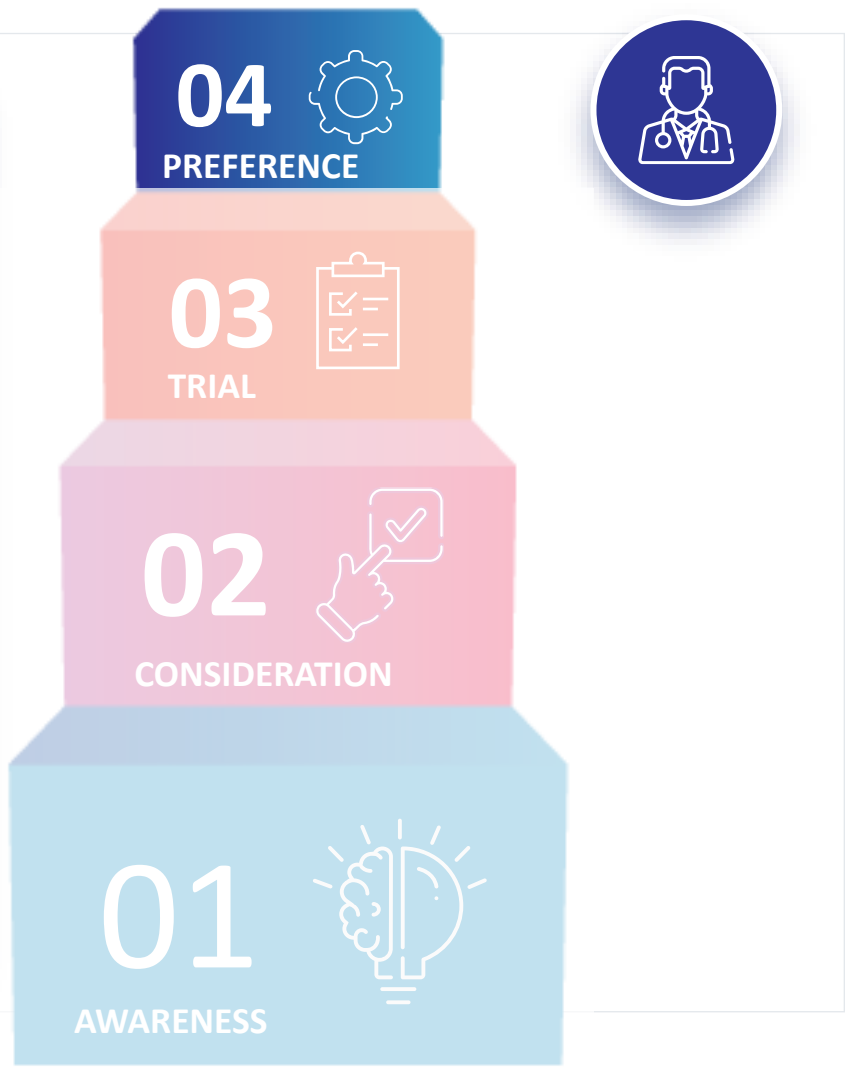 04
PREFERENCE
03
TRIAL
02
CONSIDERATION
01
AWARENESS